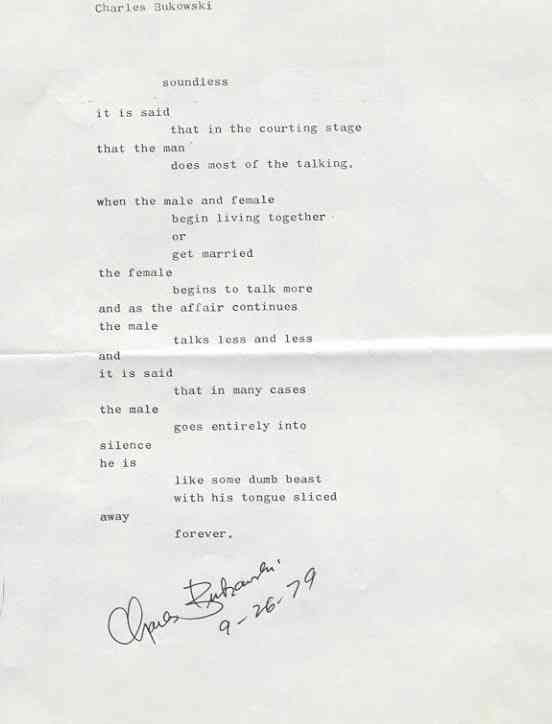 Charles Bukowski
soundless
it is said
that in the courting stage
that the man
does most of the talking.
when the male and female
begin living together
or
get married
the female
begins to talk more
and as the affair continues
the male
talks less and less
and
it is said
that in many cases
the male
goes entirely into
silence
he is
like some dumb beast
with his tongue sliced
away
forever.
Charles Bukowski
9-26-79